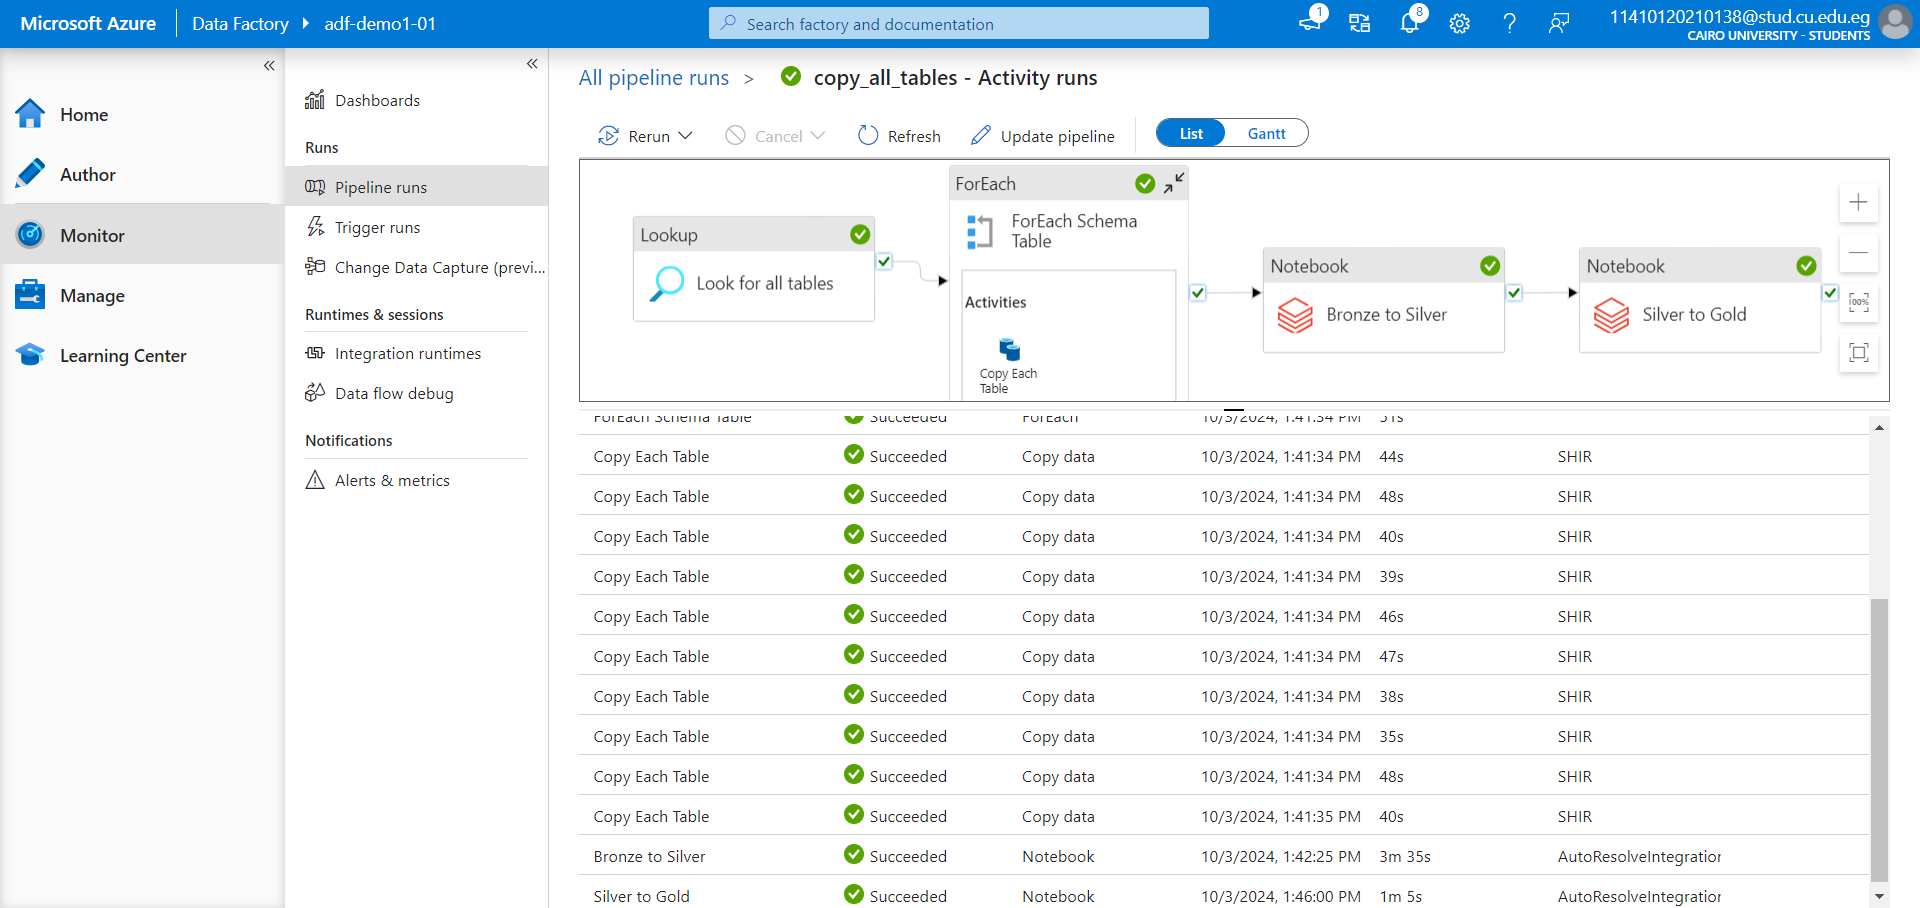 Microsoft Azure
Data Factory
adf-demo1-01
Search factory and documentation
1
8
11410120210138@stud.cu.edu.eg
CAIRO UNIVERSITY - STUDENTS
«
Home
Author
Monitor
Manage
Learning Center
«
Dashboards
Runs
Pipeline runs
Trigger runs
Change Data Capture (previ...
Runtimes & sessions
Integration runtimes
Data flow debug
Notifications
Alerts & metrics
All pipeline runs > copy_all_tables - Activity runs
Rerun
Cancel
Refresh
Update pipeline
List
Gantt
Lookup
Look for all tables
ForEach
ForEach Schema
Table
Activities
Copy Each
Table
Notebook
Bronze to Silver
Notebook
Silver to Gold
100%
ForEach Schema Table Succeeded ForEach 10/3/2024, 1:41:34 PM 51s
Copy Each Table Succeeded Copy data 10/3/2024, 1:41:34 PM 44s SHIR
Copy Each Table Succeeded Copy data 10/3/2024, 1:41:34 PM 48s SHIR
Copy Each Table Succeeded Copy data 10/3/2024, 1:41:34 PM 40s SHIR
Copy Each Table Succeeded Copy data 10/3/2024, 1:41:34 PM 39s SHIR
Copy Each Table Succeeded Copy data 10/3/2024, 1:41:34 PM 46s SHIR
Copy Each Table Succeeded Copy data 10/3/2024, 1:41:34 PM 47s SHIR
Copy Each Table Succeeded Copy data 10/3/2024, 1:41:34 PM 38s SHIR
Copy Each Table Succeeded Copy data 10/3/2024, 1:41:34 PM 35s SHIR
Copy Each Table Succeeded Copy data 10/3/2024, 1:41:34 PM 48s SHIR
Copy Each Table Succeeded Copy data 10/3/2024, 1:41:35 PM 40s SHIR
Bronze to Silver Succeeded Notebook 10/3/2024, 1:42:25 PM 3m 35s AutoResolveIntegration
Silver to Gold Succeeded Notebook 10/3/2024, 1:46:00 PM 1m 5s AutoResolveIntegration